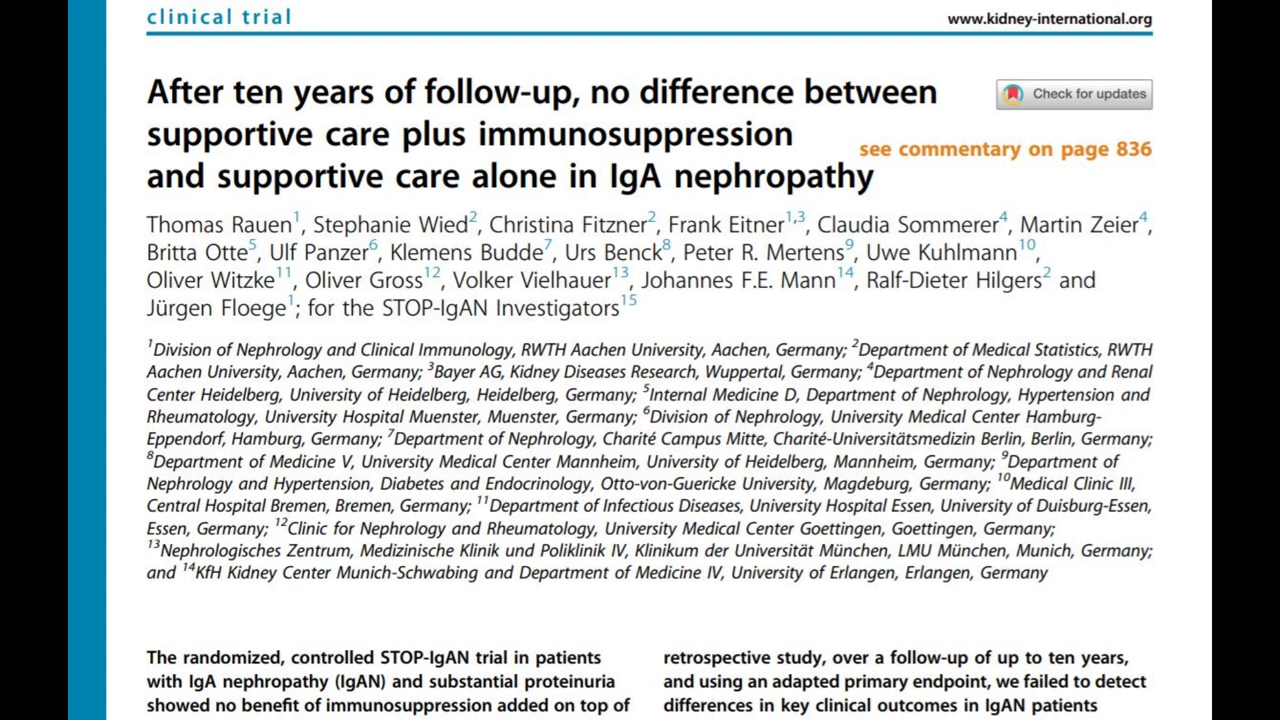 clinical trial
www.kidney-international.org
After ten years of follow-up, no difference between
supportive care plus immunosuppression
and supportive care alone in IgA nephropathy
Check for updates
see commentary on page 836
Thomas Rauen1, Stephanie Wied2, Christina Fitzner2, Frank Eitner1,3, Claudia Sommerer4, Martin Zeier4,
Britta Otte5, Ulf Panzer6, Klemens Budde7, Urs Benck8, Peter R. Mertens9, Uwe Kuhlmann10,
Oliver Witzke11, Oliver Gross12, Volker Vielhauer13, Johannes F.E. Mann14, Ralf-Dieter Hilgers2 and
Jürgen Floege1; for the STOP-IgAN Investigators15
1Division of Nephrology and Clinical Immunology, RWTH Aachen University, Aachen, Germany; 2Department of Medical Statistics, RWTH
Aachen University, Aachen, Germany; 3Bayer AG, Kidney Diseases Research, Wuppertal, Germany; 4Department of Nephrology and Renal
Center Heidelberg, University of Heidelberg, Heidelberg, Germany; 5Internal Medicine D, Department of Nephrology, Hypertension and
Rheumatology, University Hospital Muenster, Muenster, Germany; 6Division of Nephrology, University Medical Center Hamburg-
Eppendorf, Hamburg, Germany; 7Department of Nephrology, Charité Campus Mitte, Charité-Universitätsmedizin Berlin, Berlin, Germany;
8Department of Medicine V, University Medical Center Mannheim, University of Heidelberg, Mannheim, Germany; 9Department of
Nephrology and Hypertension, Diabetes and Endocrinology, Otto-von-Guericke University, Magdeburg, Germany; 10Medical Clinic III,
Central Hospital Bremen, Bremen, Germany; 11Department of Infectious Diseases, University Hospital Essen, University of Duisburg-Essen,
Essen, Germany; 12Clinic for Nephrology and Rheumatology, University Medical Center Goettingen, Goettingen, Germany;
13Nephrologisches Zentrum, Medizinische Klinik und Poliklinik IV, Klinikum der Universität München, LMU München, Munich, Germany;
and 14KfH Kidney Center Munich-Schwabing and Department of Medicine IV, University of Erlangen, Erlangen, Germany
The randomized, controlled STOP-IgAN trial in patients
with IgA nephropathy (IgAN) and substantial proteinuria
showed no benefit of immunosuppression added on top of
retrospective study, over a follow-up of up to ten years,
and using an adapted primary endpoint, we failed to detect
differences in key clinical outcomes in IgAN patients